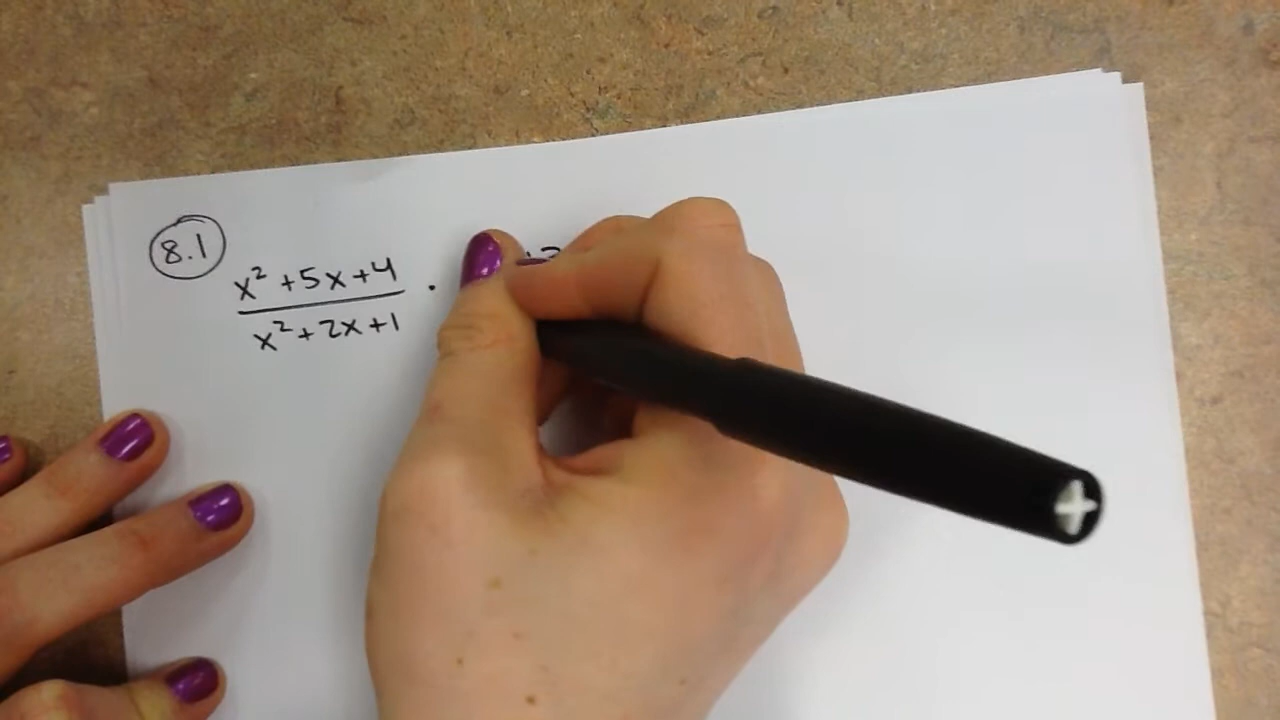 8.1
x² +5x+4 ·
x²+2x+1